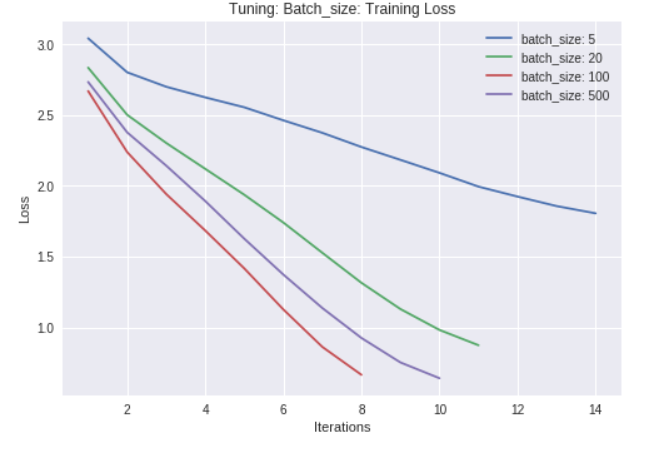 Tuning: Batch_size: Training Loss
batch_size: 5
batch_size: 20
batch_size: 100
batch_size: 500
3.0
2.5
2.0
1.5
1.0
Loss
2 4 6 8 10 12 14
Iterations